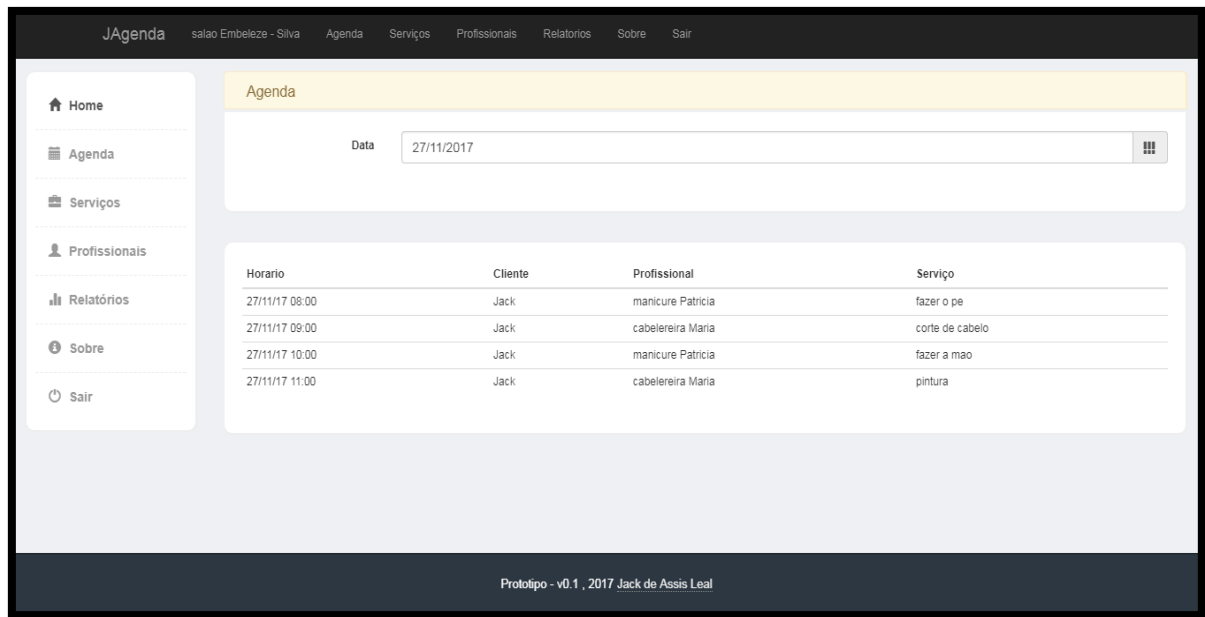 JAgenda salao Embeleze - Silva Agenda Serviços Profissionais Relatorios Sobre Sair
Home
Agenda
Serviços
Profissionais
Relatórios
Sobre
Sair
Agenda
Data 27/11/2017
Horario Cliente Profissional Serviço
27/11/17 08:00 Jack manicure Patricia fazer o pe
27/11/17 09:00 Jack cabelereira Maria corte de cabelo
27/11/17 10:00 Jack manicure Patricia fazer a mao
27/11/17 11:00 Jack cabelereira Maria pintura
Prototipo - v0.1 , 2017 Jack de Assis Leal